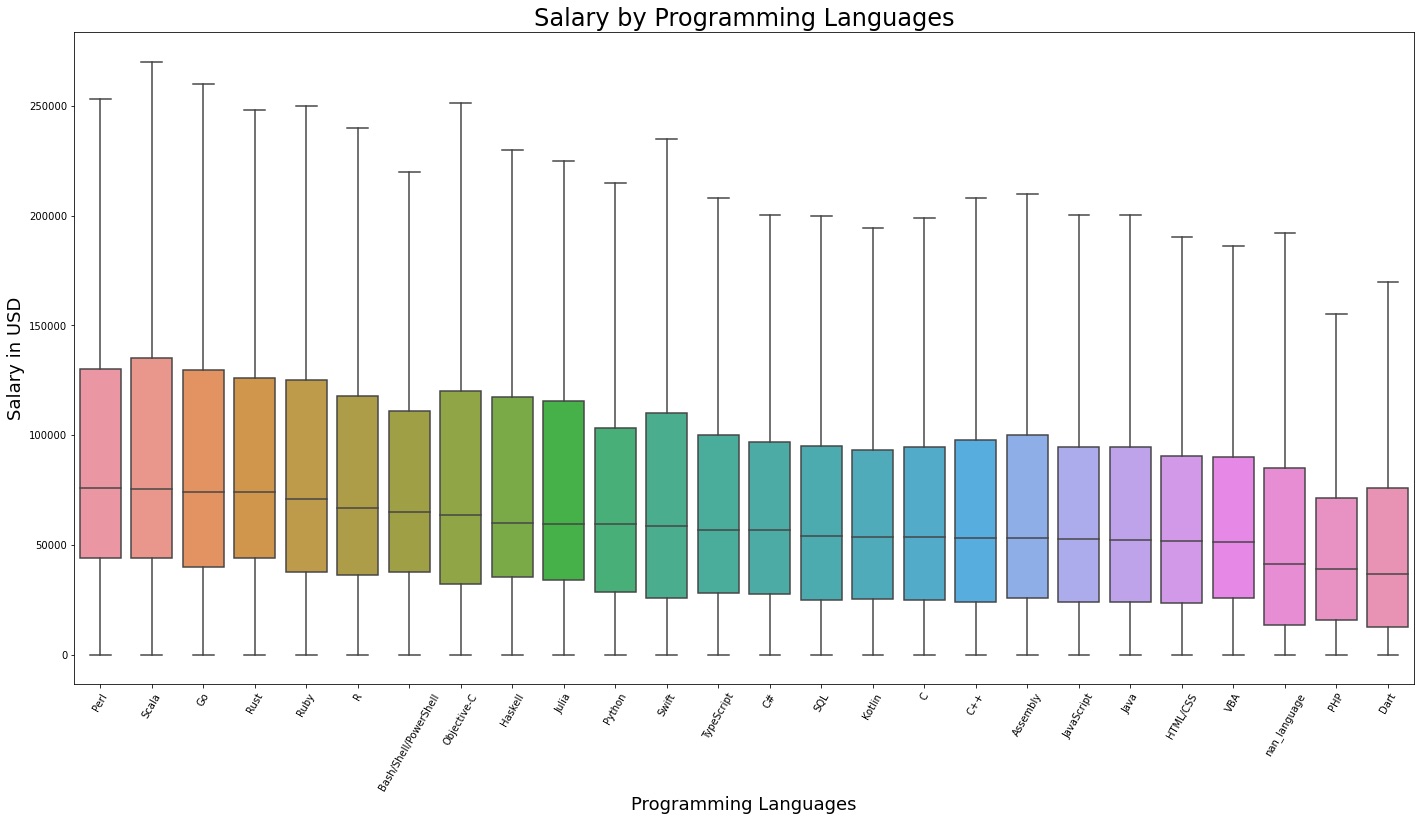 Salary by Programming Languages
Salary in USD
250000
200000
150000
100000
50000
0
Perl
Scala
Go
Rust
Ruby
R
Bash/Shell/PowerShell
Objective-C
Haskell
Julia
Python
Swift
TypeScript
C#
SQL
Kotlin
C
C++
Assembly
JavaScript
Java
HTML/CSS
VBA
nan_language
PHP
Dart
Programming Languages